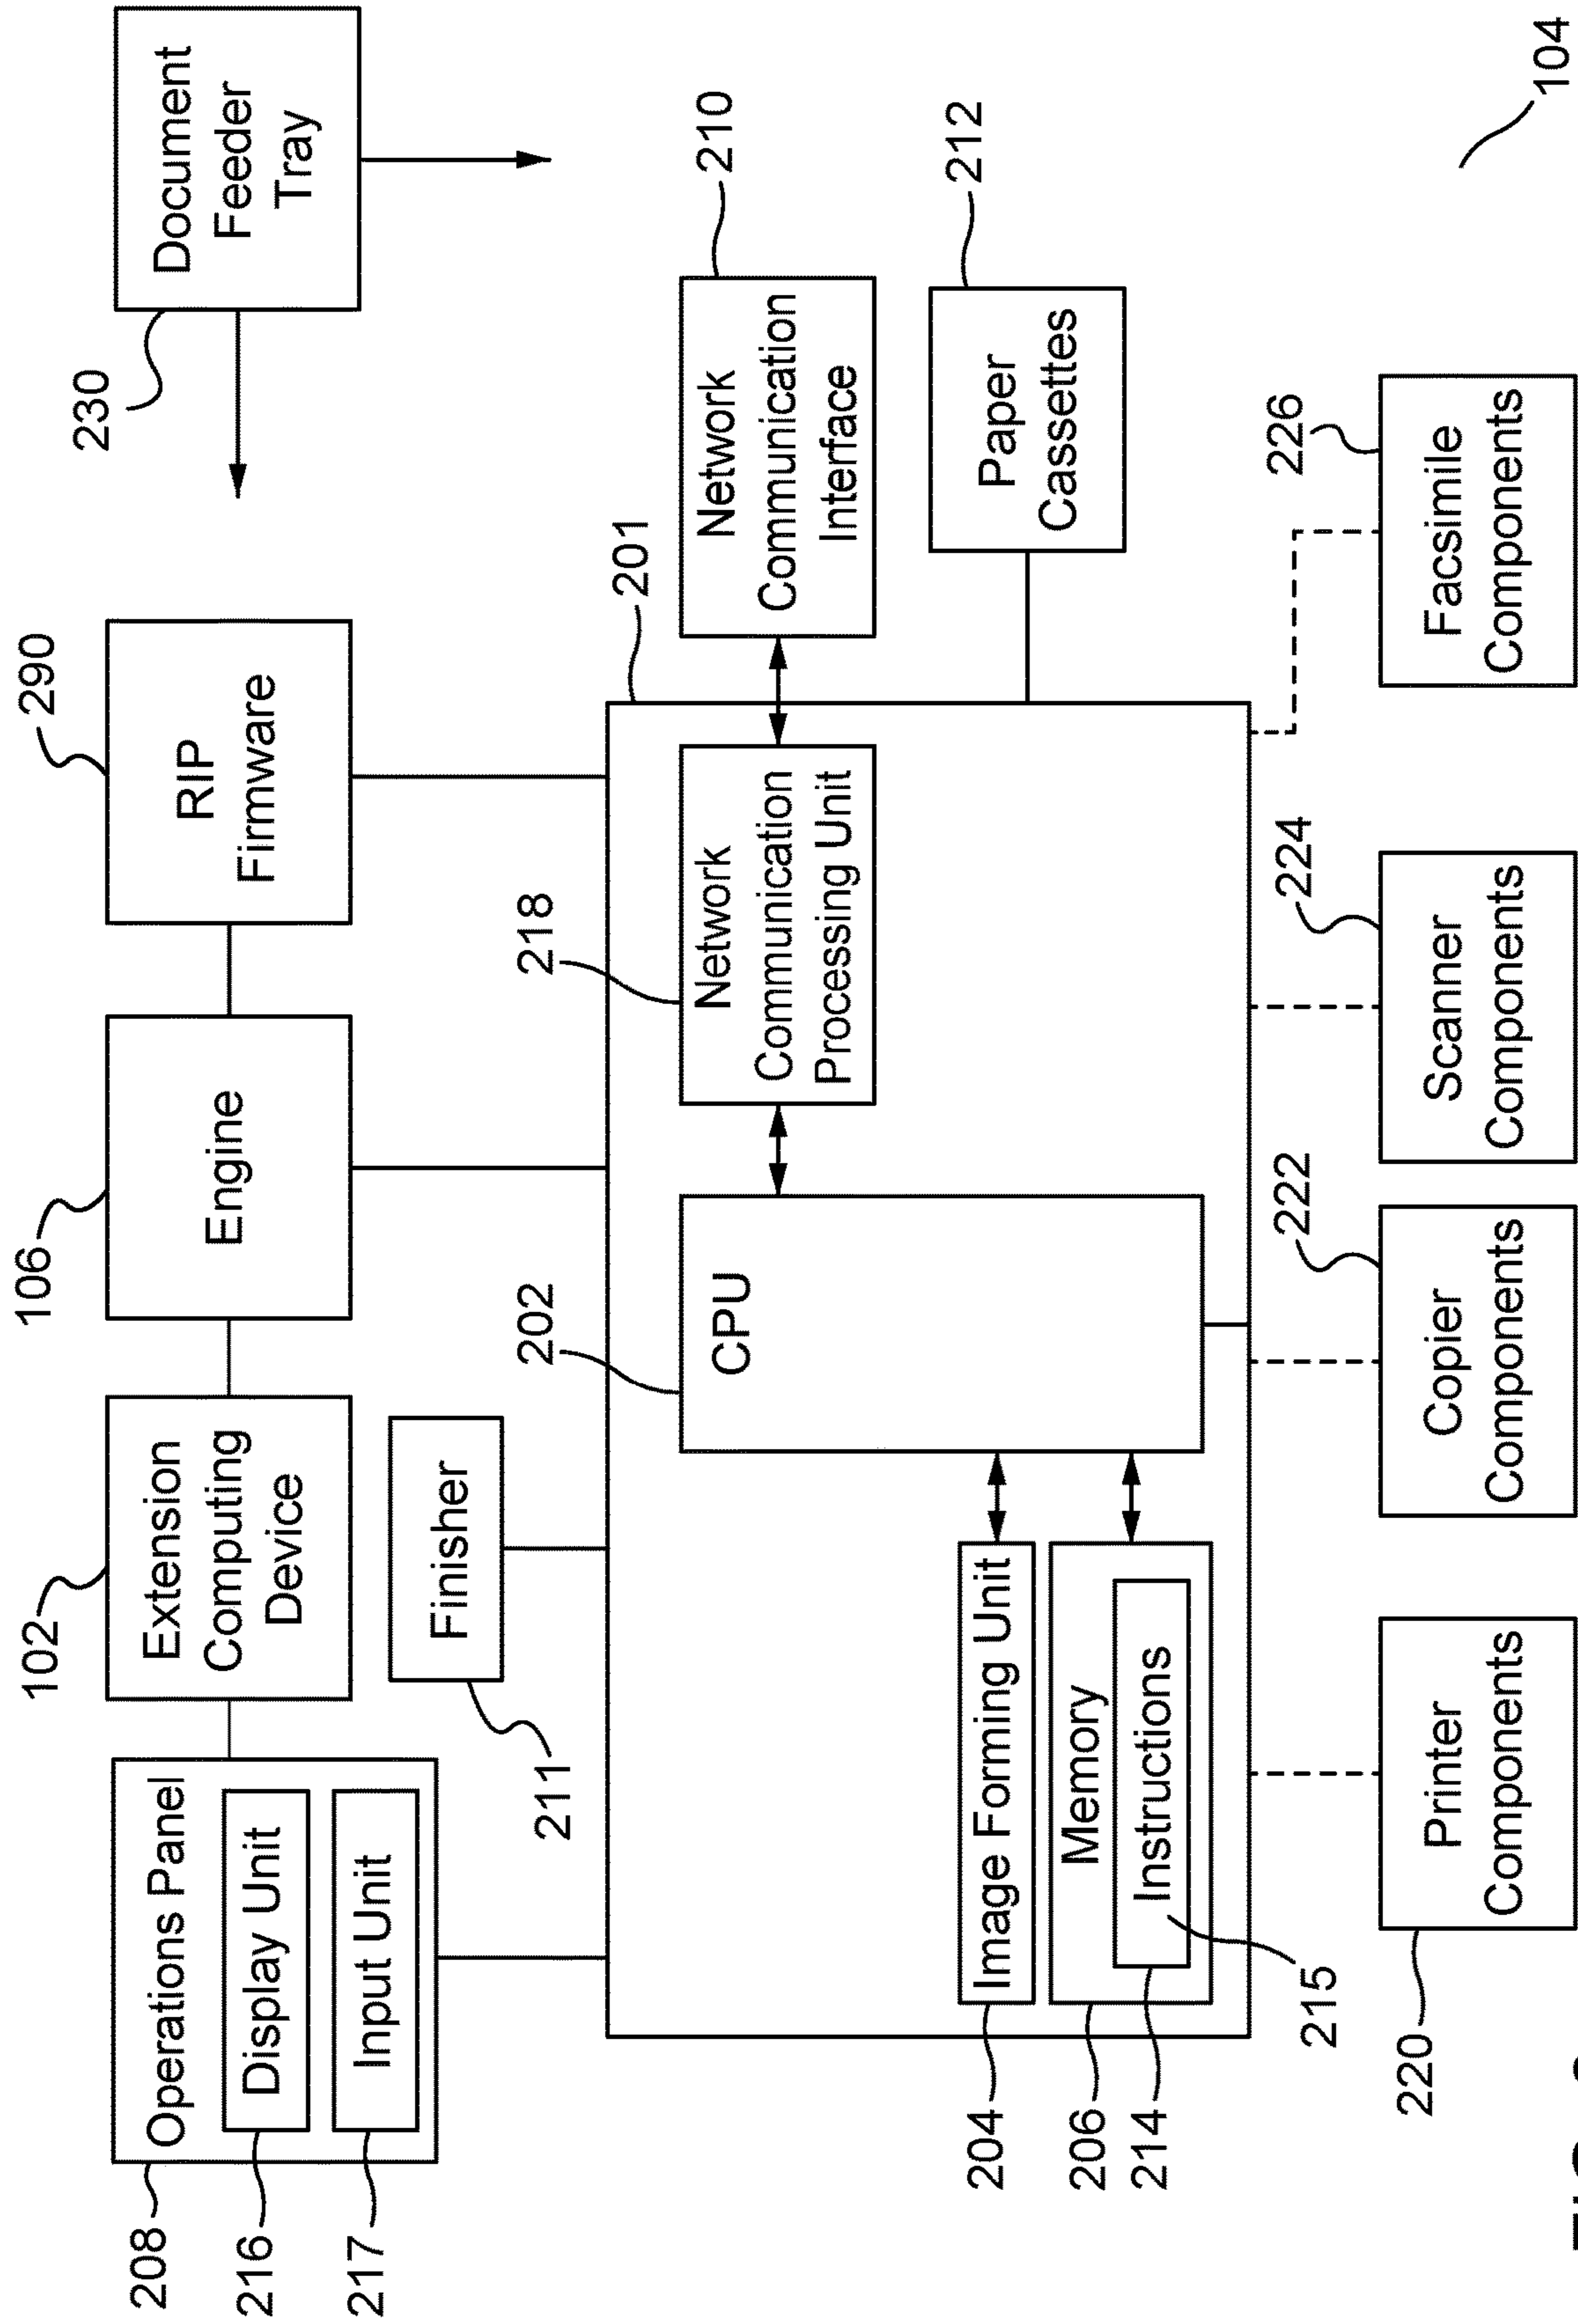 208
Operations Panel
216
Display Unit
217
Input Unit
102
Extension
Computing
Device
106
Engine
290
RIP
Firmware
230
Document
Feeder
Tray
211
Finisher
201
202
CPU
218
Network
Communication
Processing Unit
210
Network
Communication
Interface
212
Paper
Cassettes
204
Image Forming Unit
206
Memory
214
Instructions
215
220
Printer
Components
222
Copier
Components
224
Scanner
Components
226
Facsimile
Components
104